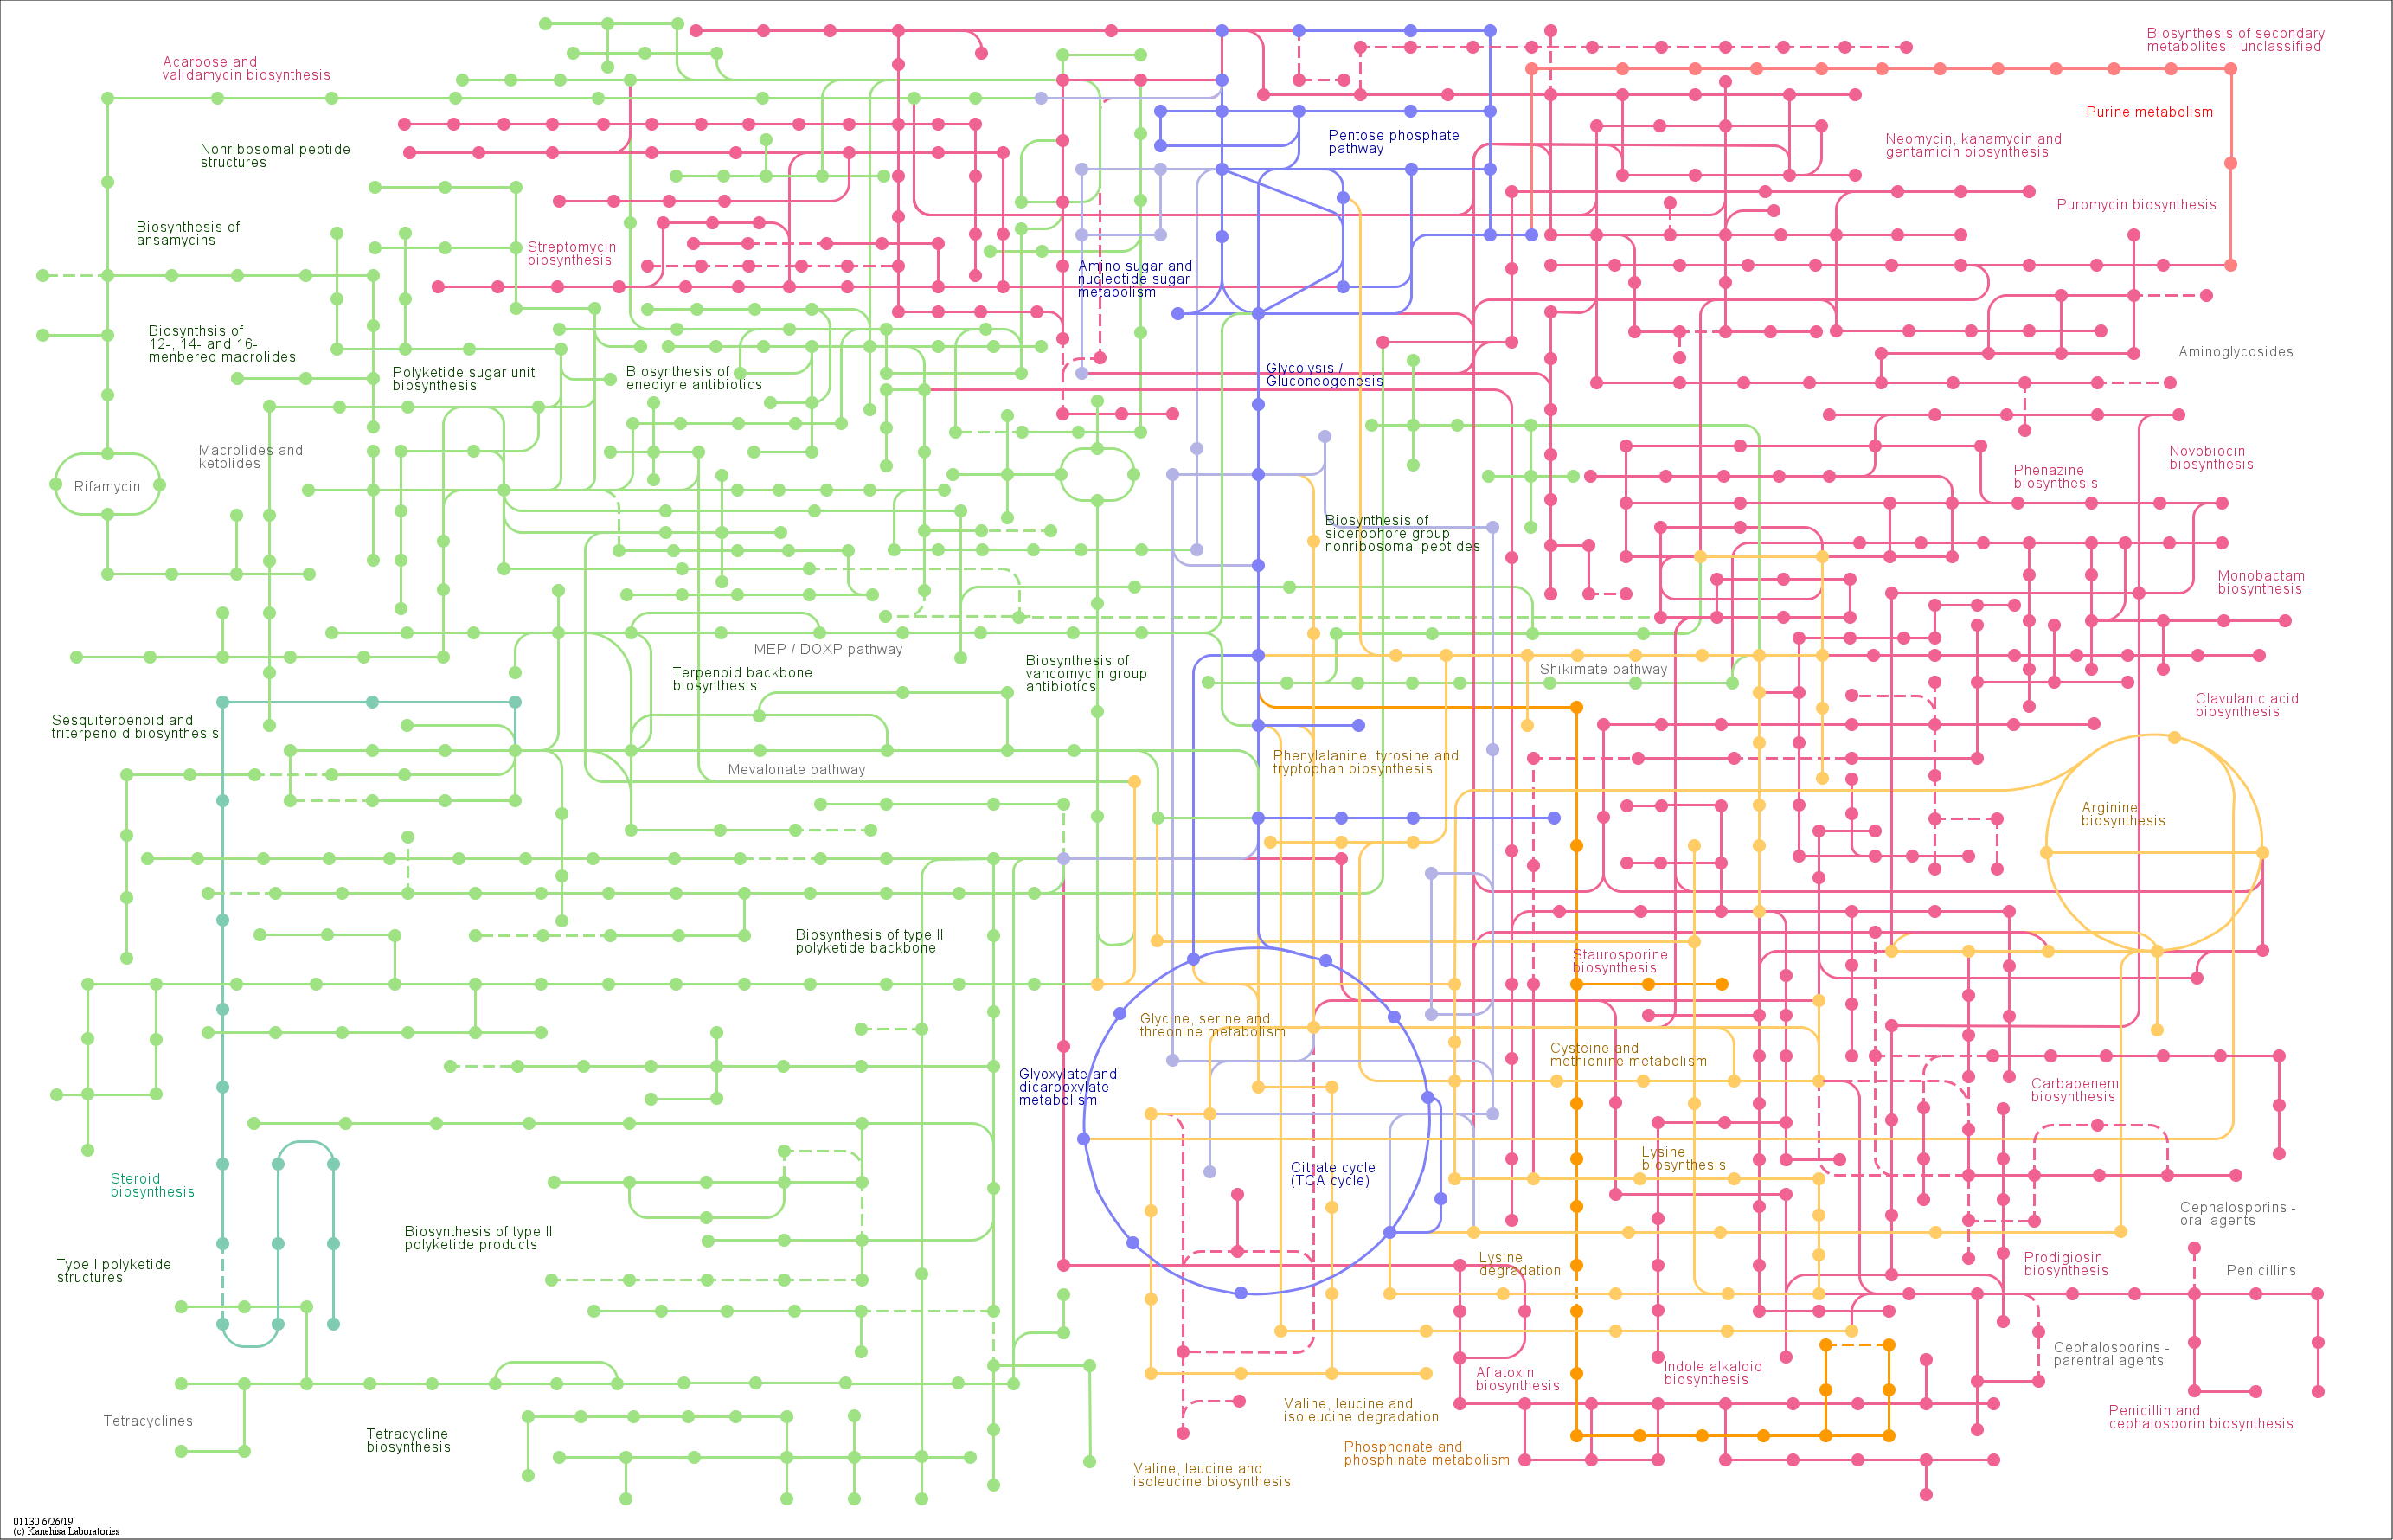 Biosynthesis of secondary
metabolites - unclassified
Acarbose and
validamycin biosynthesis
Purine metabolism
Pentose phosphate
pathway
Neomycin, kanamycin and
gentamicin biosynthesis
Nonribosomal peptide
structures
Puromycin biosynthesis
Biosynthesis of
ansamycins
Streptomycin
biosynthesis
Amino sugar and
nucleotide sugar
metabolism
Biosynthsis of
12-, 14- and 16-
menbered macrolides
Aminoglycosides
Polyketide sugar unit
biosynthesis
Biosynthesis of
enediyne antibiotics
Glycolysis /
Gluconeogenesis
Macrolides and
ketolides
Novobiocin
biosynthesis
Phenazine
biosynthesis
Rifamycin
Biosynthesis of
siderophore group
nonribosomal peptides
Monobactam
biosynthesis
MEP / DOXP pathway
Terpenoid backbone
biosynthesis
Biosynthesis of
vancomycin group
antibiotics
Shikimate pathway
Clavulanic acid
biosynthesis
Sesquiterpenoid and
triterpenoid biosynthesis
Mevalonate pathway
Phenylalanine, tyrosine and
tryptophan biosynthesis
Arginine
biosynthesis
Biosynthesis of type II
polyketide backbone
Staurosporine
biosynthesis
Glycine, serine and
threonine metabolism
Cysteine and
methionine metabolism
Glyoxylate and
dicarboxylate
metabolism
Carbapenem
biosynthesis
Steroid
biosynthesis
Citrate cycle
(TCA cycle)
Lysine
biosynthesis
Biosynthesis of type II
polyketide products
Cephalosporins -
oral agents
Type I polyketide
structures
Lysine
degradation
Prodigiosin
biosynthesis
Penicillins
Cephalosporins -
parentral agents
Aflatoxin
biosynthesis
Indole alkaloid
biosynthesis
Tetracyclines
Tetracycline
biosynthesis
Valine, leucine and
isoleucine degradation
Penicillin and
cephalosporin biosynthesis
Phosphonate and
phosphinate metabolism
Valine, leucine and
isoleucine biosynthesis
01130 6/26/19
(c) Kanehisa Laboratories